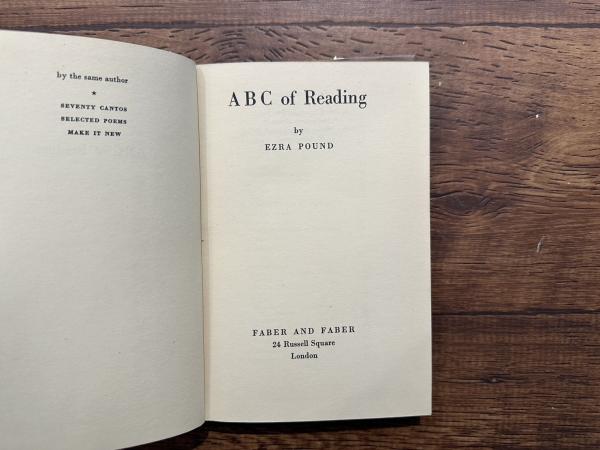 by the same author
★
SEVENTY CANTOS
SELECTED POEMS
MAKE IT NEW
ABC of Reading
by
EZRA POUND
FABER AND FABER
24 Russell Square
London